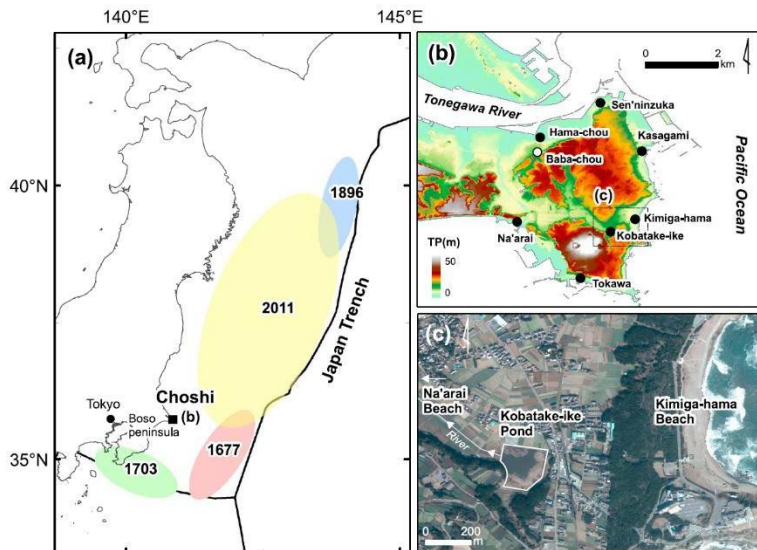 140°E
145°E
(a)
40°N
35°N
1896
2011
Japan Trench
Tokyo
Choshi
(b)
Boso
peninsula
1677
1703
(b)
0
2
km
Tonegawa River
Sen'ninzuka
Hama-chou
Kasagami
Baba-chou
Pacific Ocean
(c)
Kimiga-hama
Na'arai
Kobatake-ike
TP(m)
50
0
Tokawa
(c)
Na'arai
Beach
Kobatake-ike
Pond
Kimiga-hama
Beach
River
0
200
m